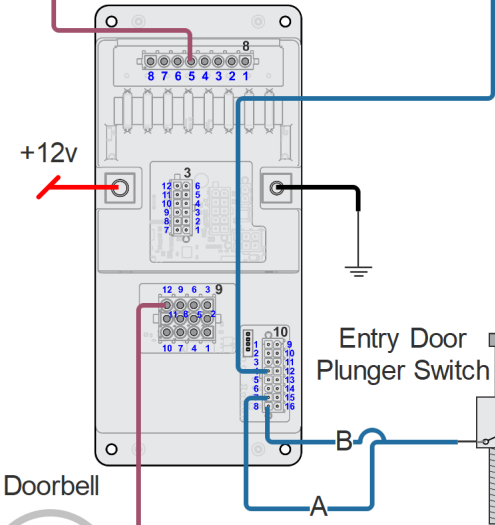 8
8 7 6 5 4 3 2 1
+12v
3
12 6
11 5
10 4
9 3
8 2
7 1
9
12 9 6 3
11 8 5 2
10 7 4 1
10
1 9
2 10
3 11
4 12
5 13
6 14
7 15
8 16
Entry Door
Plunger Switch
B
A
Doorbell